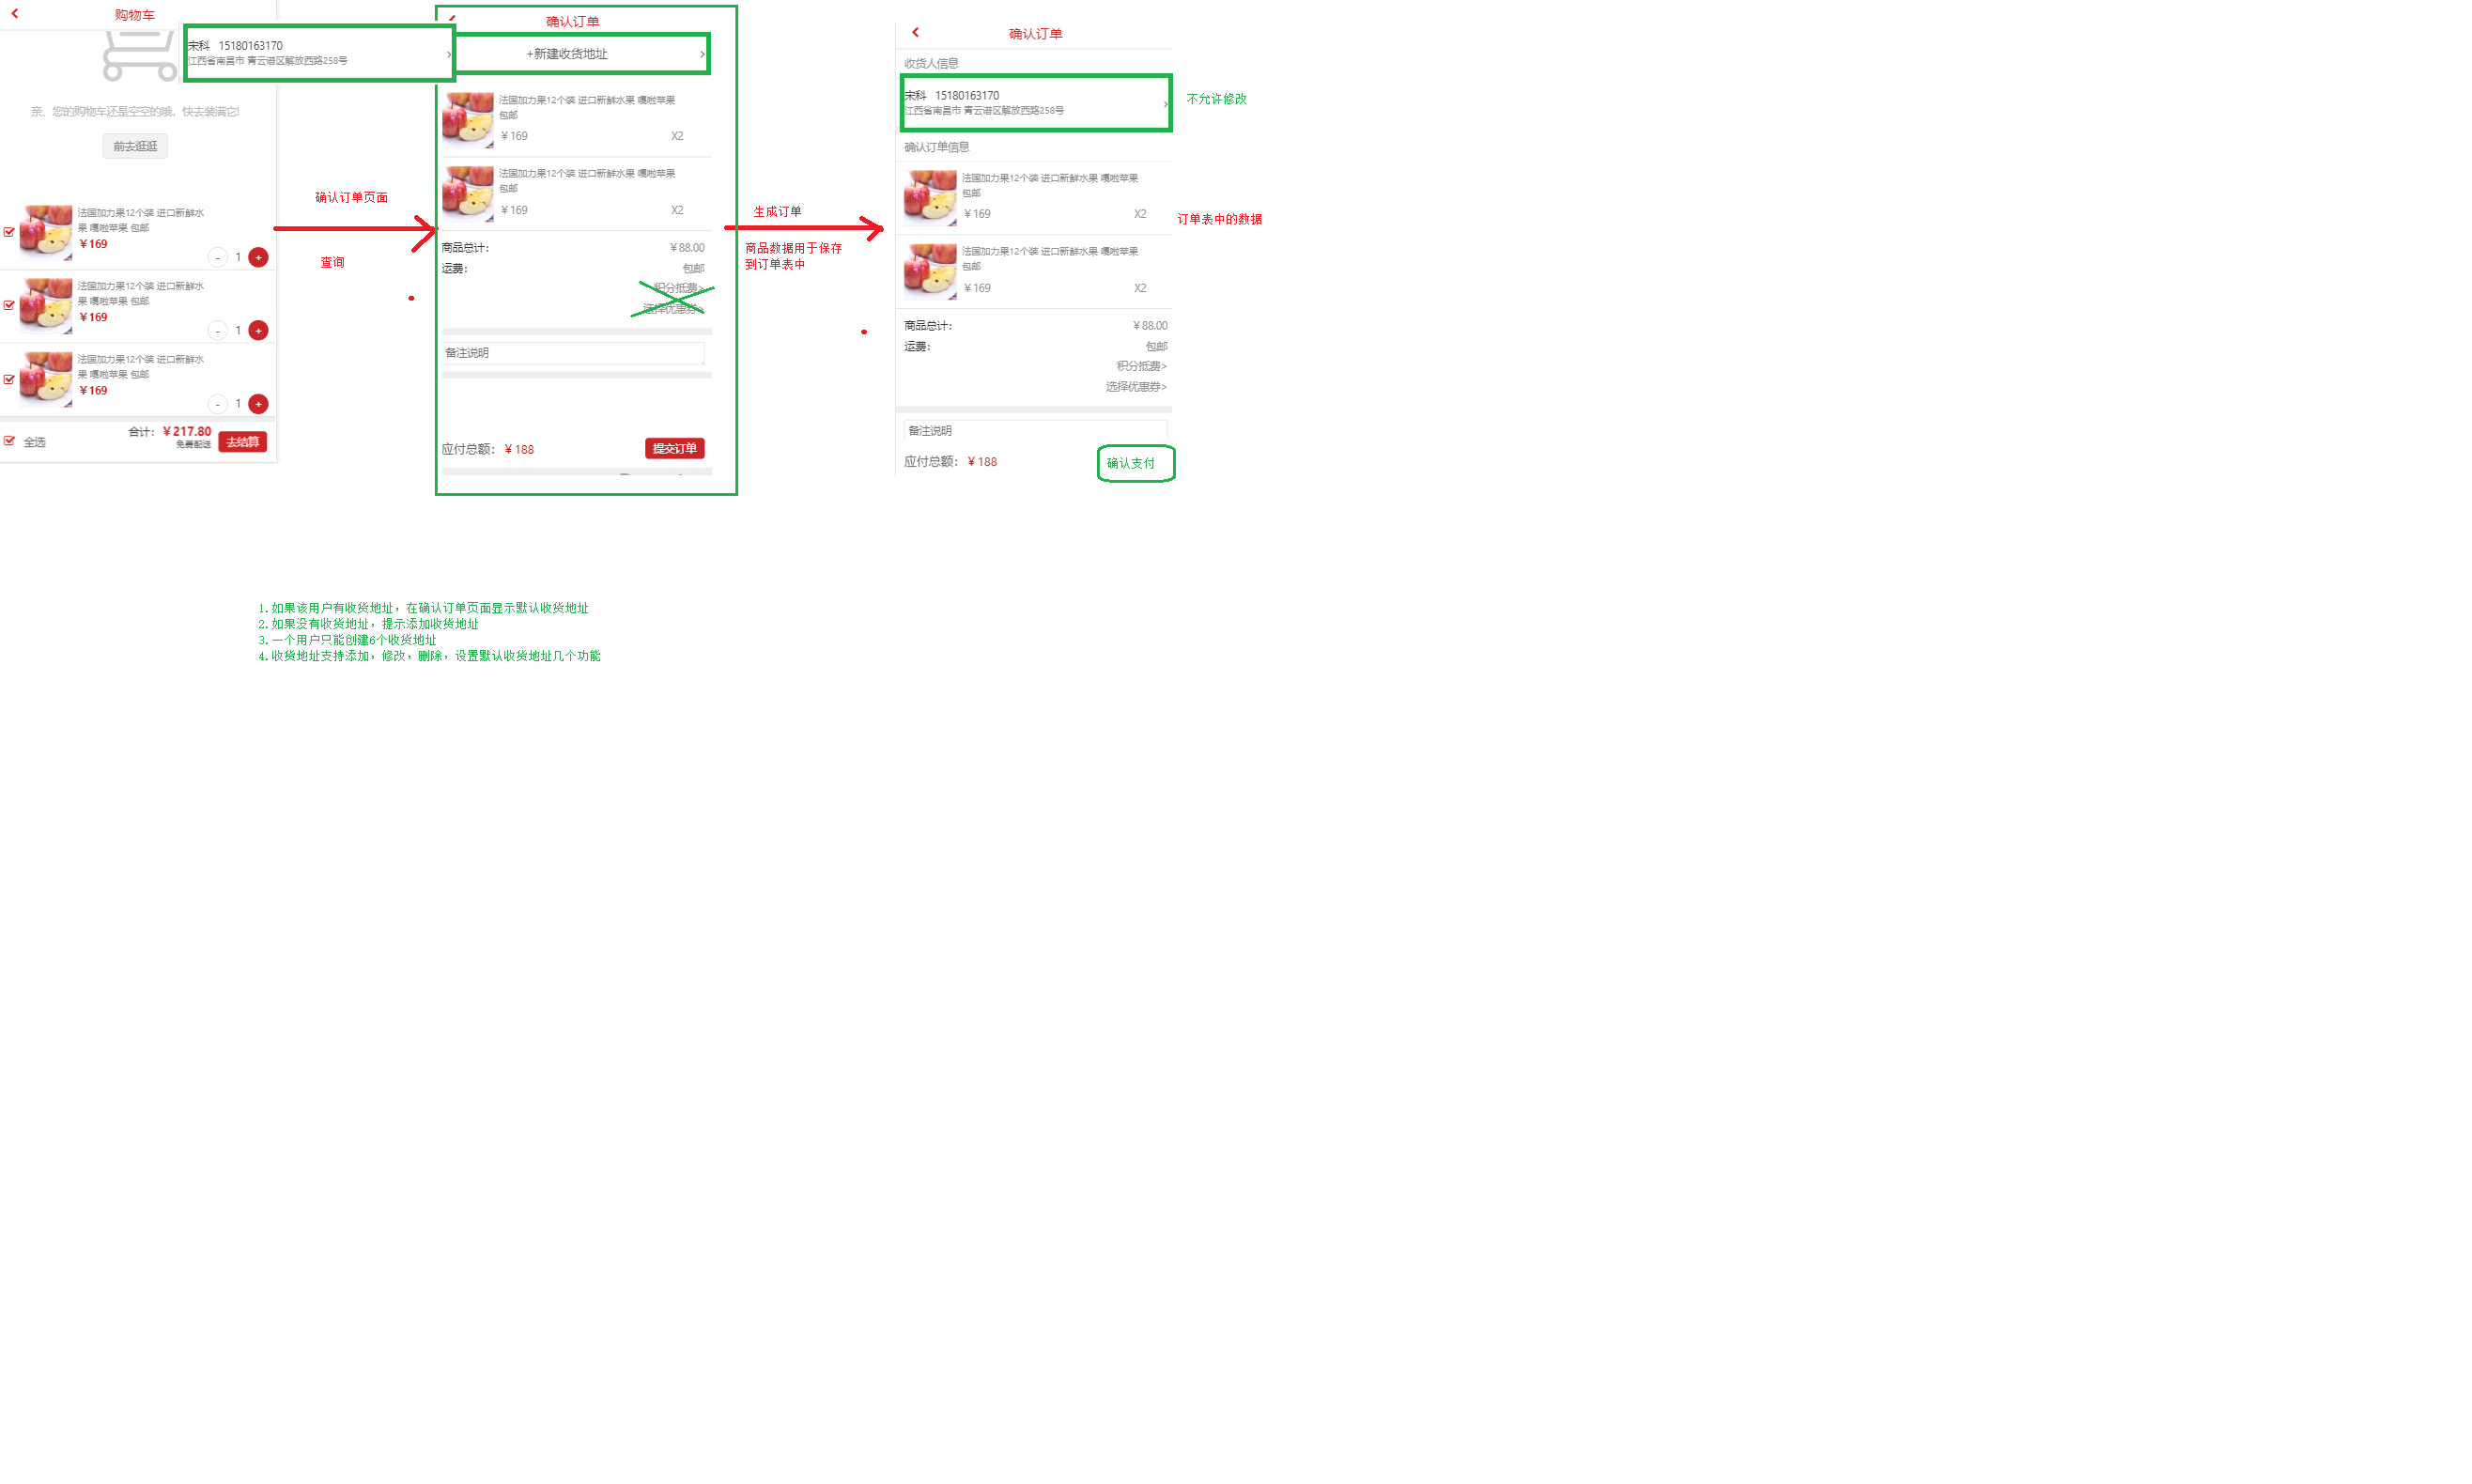 购物车
亲，您的购物车还是空空的哦，快去装满它!
前去逛逛
法国加力果12个装 进口新鲜水
果 嘎啦苹果 包邮
￥169
- 1 +
法国加力果12个装 进口新鲜水
果 嘎啦苹果 包邮
￥169
- 1 +
法国加力果12个装 进口新鲜水
果 嘎啦苹果 包邮
￥169
- 1 +
全选
合计：￥217.80
免费配送
去结算
宋科 15180163170
江西省南昌市 青云谱区解放西路258号
确认订单页面
查询
确认订单
+新建收货地址
法国加力果12个装 进口新鲜水果 嘎啦苹果
包邮
￥169 X2
法国加力果12个装 进口新鲜水果 嘎啦苹果
包邮
￥169 X2
商品总计： ￥88.00
运费： 包邮
积分抵费>
选择优惠券>
备注说明
应付总额：￥188 提交订单
生成订单
商品数据用于保存
到订单表中
确认订单
收货人信息
宋科 15180163170
江西省南昌市 青云谱区解放西路258号
不允许修改
确认订单信息
法国加力果12个装 进口新鲜水果 嘎啦苹果
包邮
￥169 X2
法国加力果12个装 进口新鲜水果 嘎啦苹果
包邮
￥169 X2
订单表中的数据
商品总计： ￥88.00
运费： 包邮
积分抵费>
选择优惠券>
备注说明
应付总额：￥188 确认支付
1.如果该用户有收货地址，在确认订单页面显示默认收货地址
2.如果没有收货地址，提示添加收货地址
3.一个用户只能创建6个收货地址
4.收货地址支持添加，修改，删除，设置默认收货地址几个功能